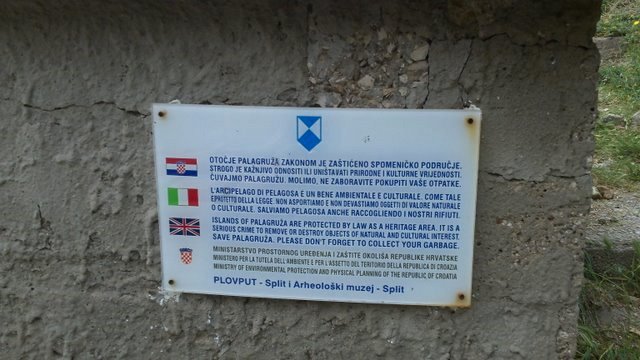 OTOČJE PALAGRUŽA ZAKONOM JE ZAŠTIĆENO SPOMENIČKO PODRUČJE.
STROGO JE KAŽNJIVO ODNOSITI ILI UNIŠTAVATI PRIRODNE I KULTURNE VRIJEDNOSTI.
ČUVAJMO PALAGRUŽU. MOLIMO, NE ZABORAVITE POKUPITI VAŠE OTPATKE.
L'ARCIPELAGO DI PELAGOSA È UN BENE AMBIENTALE E CULTURALE. COME TALE
È PROTETTO DELLA LEGGE. NON ASPORTIAMO E NON DEVASTIAMO OGGETTI DI VALORE NATURALE
O CULTURALE. SALVIAMO PELAGOSA ANCHE RACCOGLIENDO I NOSTRI RIFIUTI.
ISLANDS OF PALAGRUŽA ARE PROTECTED BY LAW AS A HERITAGE AREA. IT IS A
SERIOUS CRIME TO REMOVE OR DESTROY OBJECTS OF NATURAL AND CULTURAL INTEREST.
SAVE PALAGRUŽA. PLEASE DON'T FORGET TO COLLECT YOUR GARBAGE.
MINISTARSTVO PROSTORNOG UREĐENJA I ZAŠTITE OKOLIŠA REPUBLIKE HRVATSKE
MINISTERO PER LA TUTELA DELL'AMBIENTE E PER L'ASSETTO DEL TERITORIO DELLA REPUBLICA DI CROAZIA
MINISTRY OF ENVIRONMENTAL PROTECTION AND PHYSICAL PLANNING OF THE REPUBLIC OF CROATIA
PLOVPUT - Split i Arheološki muzej - Split